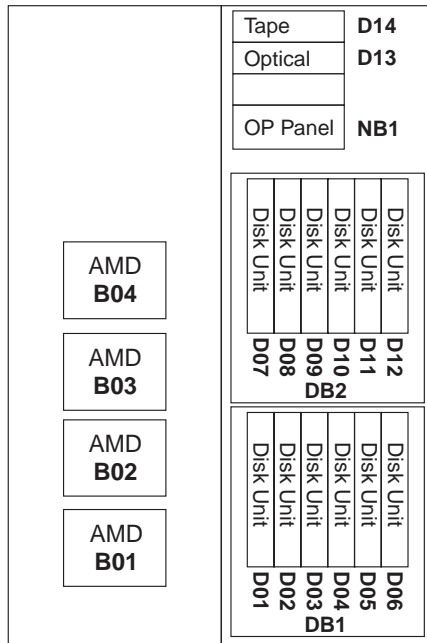 Tape D14
Optical D13
OP Panel NB1
Disk Unit Disk Unit Disk Unit Disk Unit Disk Unit Disk Unit
D07 D08 D09 D10 D11 D12
DB2
AMD
B04
AMD
B03
AMD
B02
AMD
B01
Disk Unit Disk Unit Disk Unit Disk Unit Disk Unit Disk Unit
D01 D02 D03 D04 D05 D06
DB1